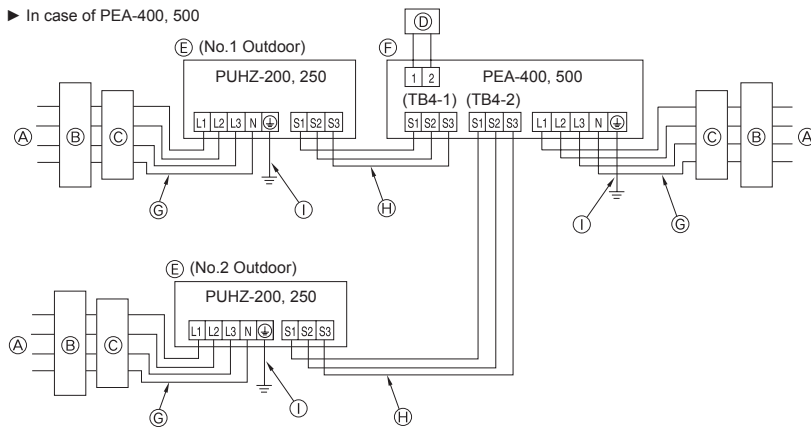 ► In case of PEA-400, 500
Ⓓ
Ⓔ (No.1 Outdoor)
Ⓕ
PUHZ-200, 250
1 2
PEA-400, 500
(TB4-1) (TB4-2)
L1 L2 L3 N S1 S2 S3
S1 S2 S3 S1 S2 S3 L1 L2 L3 N
Ⓐ Ⓑ Ⓒ
Ⓒ Ⓑ Ⓐ
Ⓖ Ⓘ Ⓗ Ⓘ Ⓖ
Ⓔ (No.2 Outdoor)
PUHZ-200, 250
L1 L2 L3 N S1 S2 S3
Ⓐ Ⓑ Ⓒ
Ⓖ Ⓘ Ⓗ